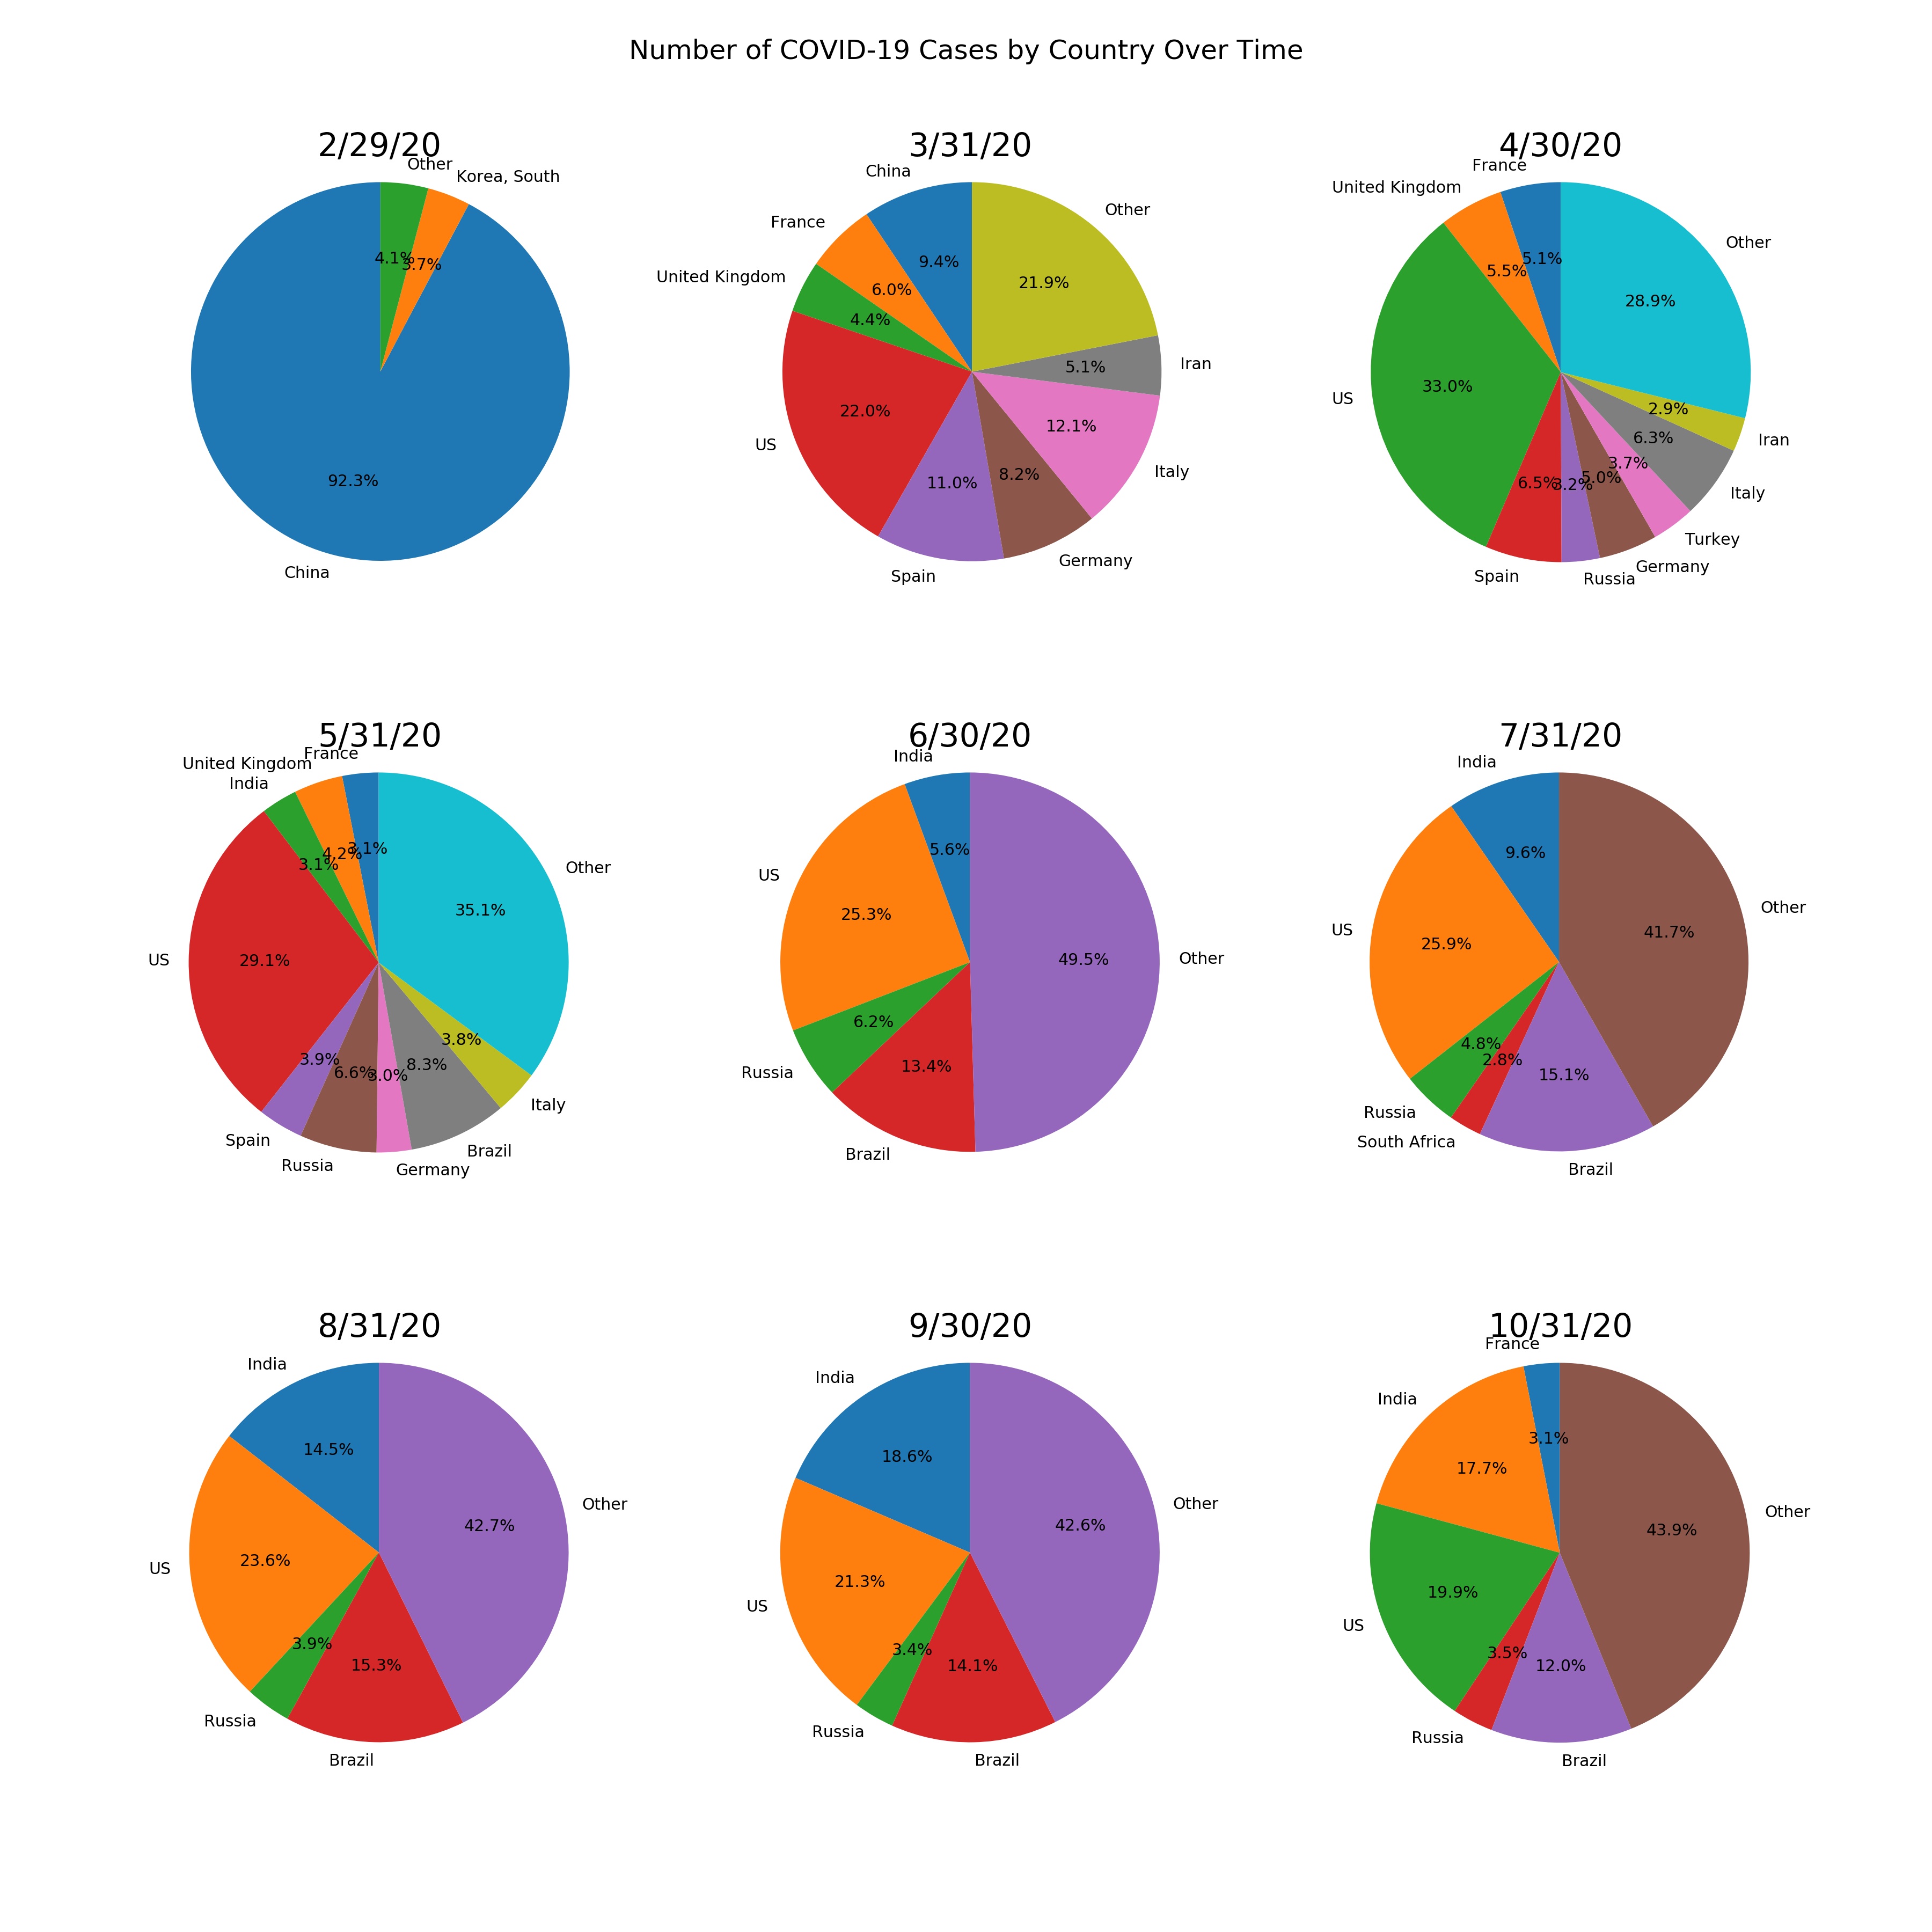 Number of COVID-19 Cases by Country Over Time
2/29/20
Other
Korea, South
4.1%
3.7%
92.3%
China
3/31/20
China
France
United Kingdom
US
Spain
Germany
Italy
Iran
Other
9.4%
6.0%
4.4%
22.0%
11.0%
8.2%
12.1%
5.1%
21.9%
4/30/20
France
United Kingdom
US
Spain
Russia
Germany
Turkey
Italy
Iran
Other
5.1%
5.5%
33.0%
6.5%
3.2%
5.0%
3.7%
6.3%
2.9%
28.9%
5/31/20
France
United Kingdom
India
US
Spain
Russia
Germany
Brazil
Italy
Other
3.1%
4.2%
3.1%
29.1%
3.9%
6.6%
3.0%
8.3%
3.8%
35.1%
6/30/20
India
US
Russia
Brazil
Other
5.6%
25.3%
6.2%
13.4%
49.5%
7/31/20
India
US
Russia
South Africa
Brazil
Other
9.6%
25.9%
4.8%
2.8%
15.1%
41.7%
8/31/20
India
US
Russia
Brazil
Other
14.5%
23.6%
3.9%
15.3%
42.7%
9/30/20
India
US
Russia
Brazil
Other
18.6%
21.3%
3.4%
14.1%
42.6%
10/31/20
France
India
US
Russia
Brazil
Other
3.1%
17.7%
19.9%
3.5%
12.0%
43.9%